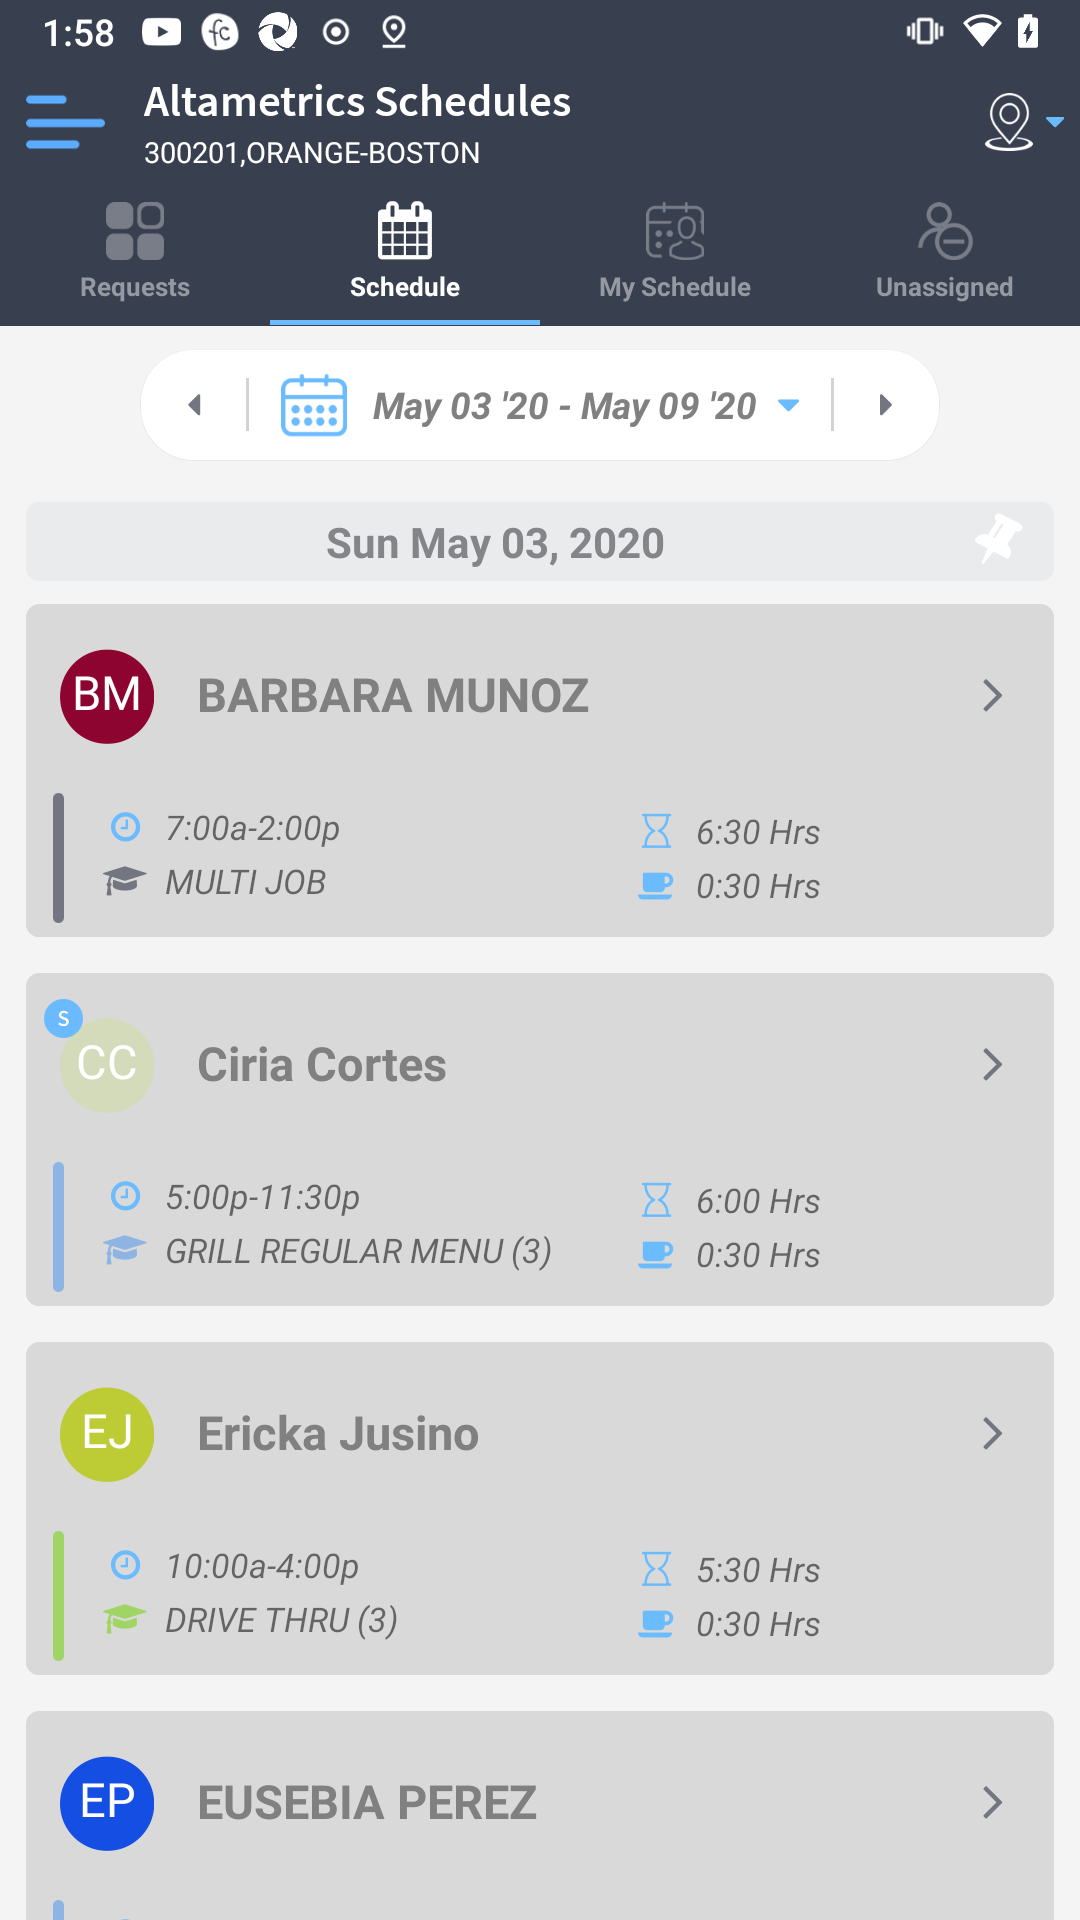 1:58
Altametrics Schedules
300201,ORANGE-BOSTON
Requests
Schedule
My Schedule
Unassigned
May 03 '20 - May 09 '20
Sun May 03, 2020
BM
BARBARA MUNOZ
7:00a-2:00p
6:30 Hrs
MULTI JOB
0:30 Hrs
S
CC
Ciria Cortes
5:00p-11:30p
6:00 Hrs
GRILL REGULAR MENU (3)
0:30 Hrs
EJ
Ericka Jusino
10:00a-4:00p
5:30 Hrs
DRIVE THRU (3)
0:30 Hrs
EP
EUSEBIA PEREZ